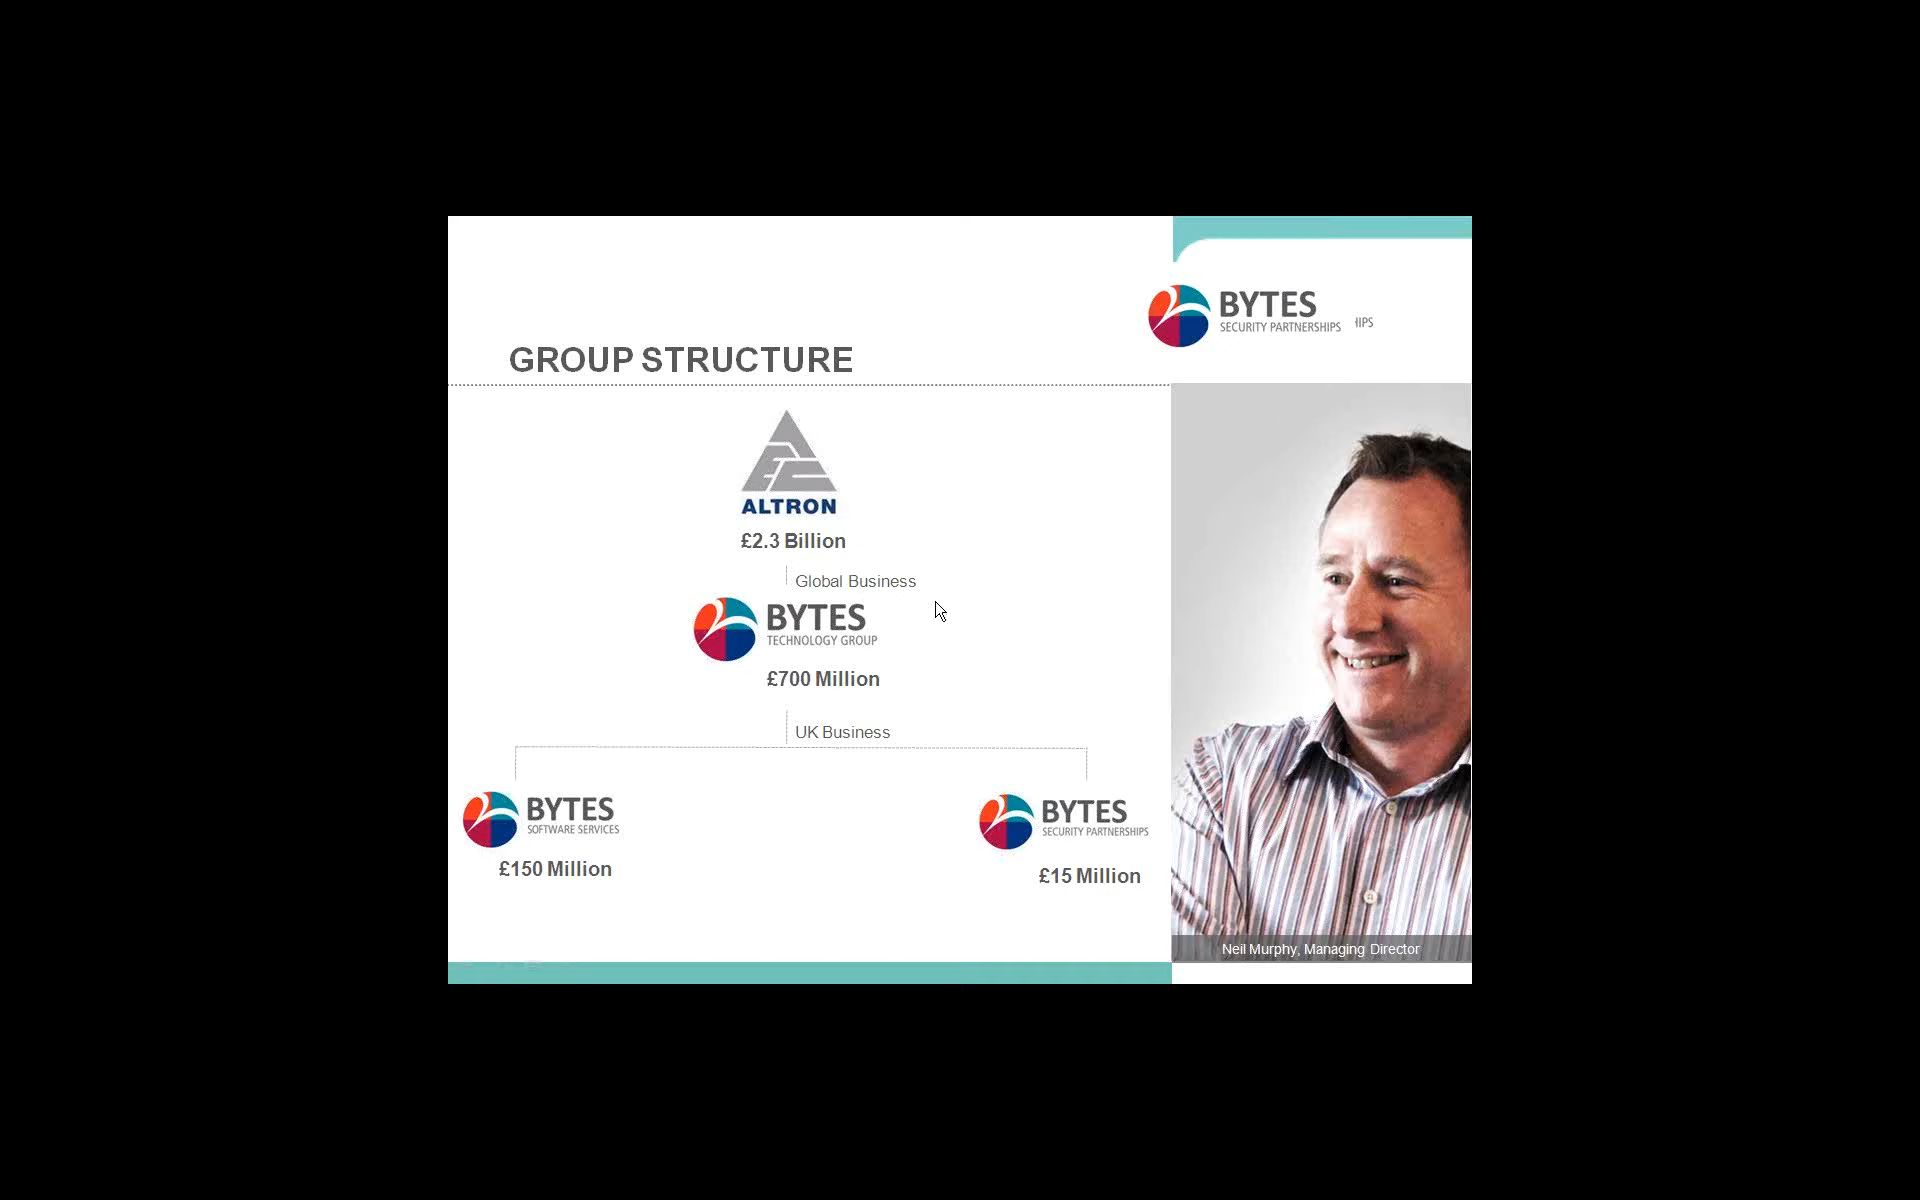 BYTES
SECURITY PARTNERSHIPS
GROUP STRUCTURE
ALTRON
£2.3 Billion
Global Business
BYTES
TECHNOLOGY GROUP
£700 Million
UK Business
BYTES
SOFTWARE SERVICES
£150 Million
BYTES
SECURITY PARTNERSHIPS
£15 Million
Neil Murphy, Managing Director